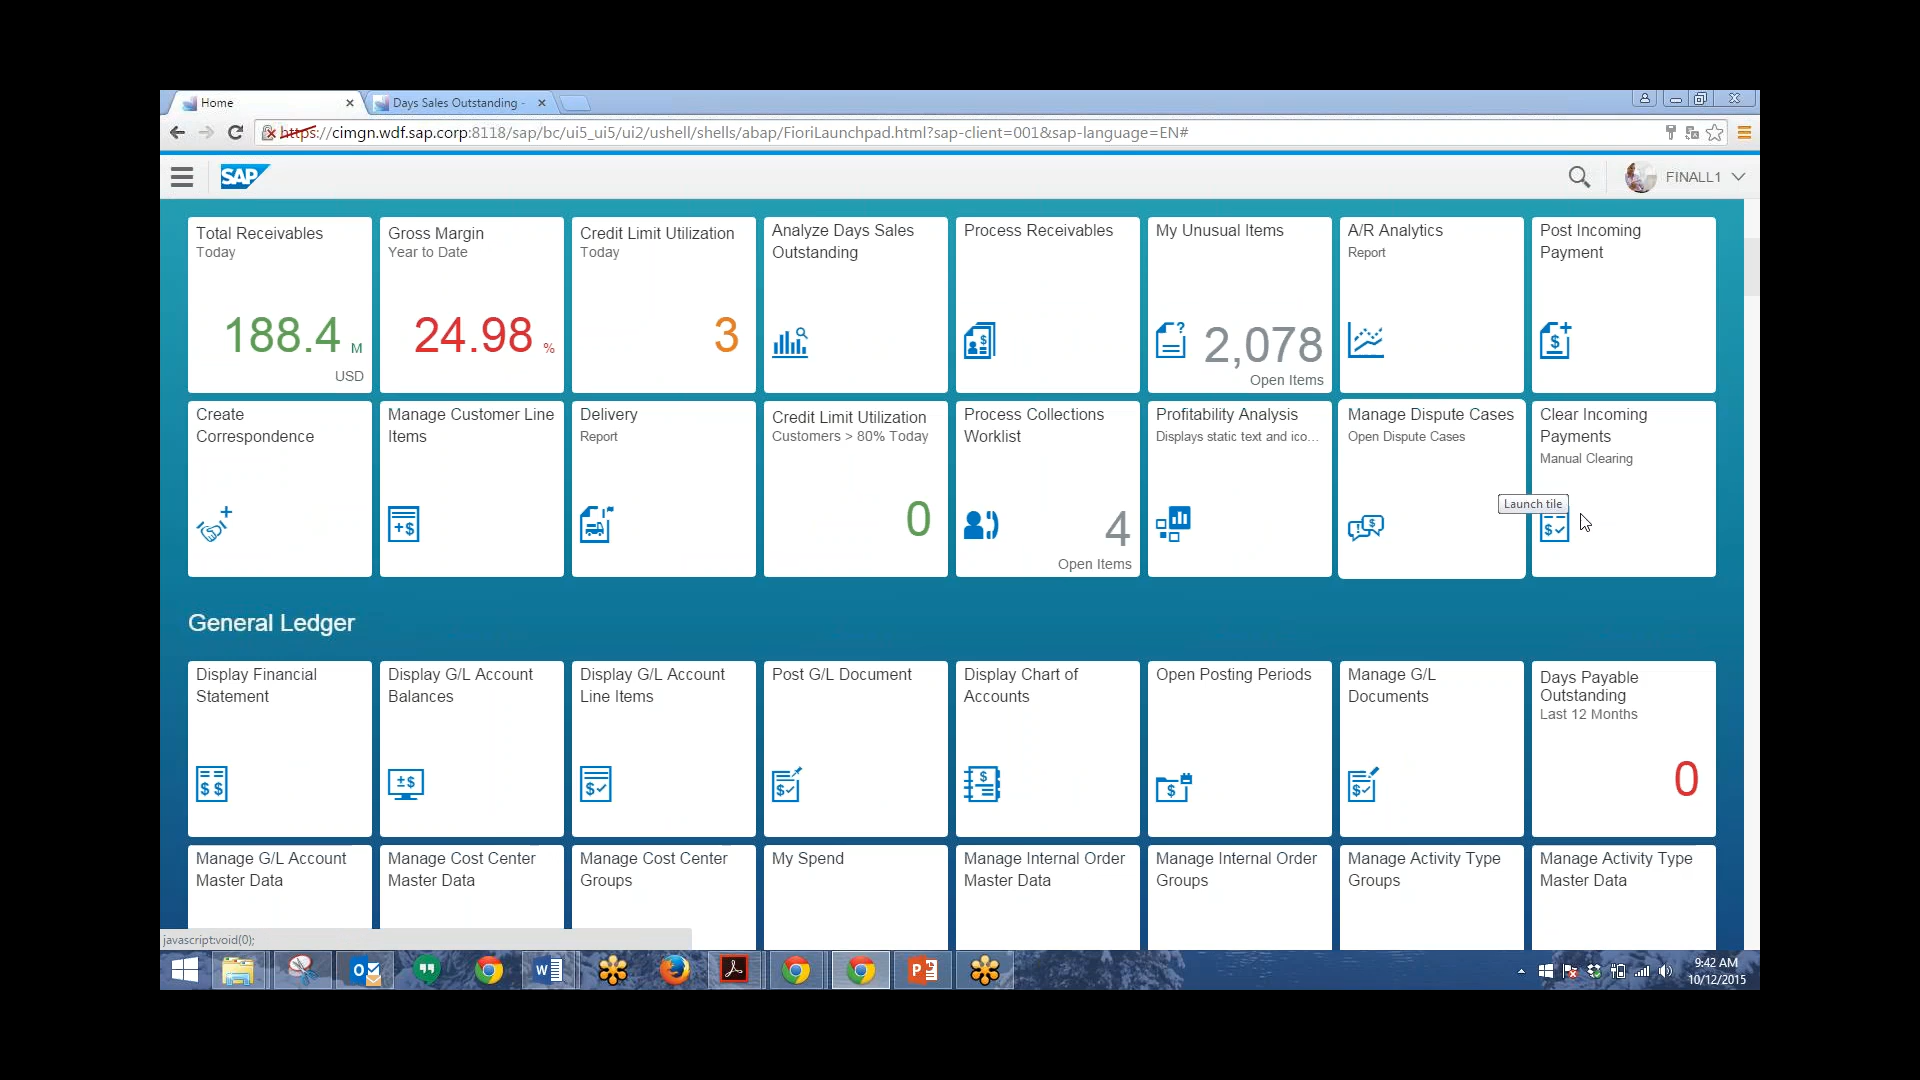 Home
Days Sales Outstanding -
https://cimgn.wdf.sap.corp:8118/sap/bc/ui5_ui5/ui2/ushell/shells/abap/FioriLaunchpad.html?sap-client=001&sap-language=EN#
SAP
FINALL1
Total Receivables
Today
188.4 M
USD
Gross Margin
Year to Date
24.98 %
Credit Limit Utilization
Today
3
Analyze Days Sales
Outstanding
Process Receivables
My Unusual Items
2,078
Open Items
A/R Analytics
Report
Post Incoming
Payment
Create
Correspondence
Manage Customer Line
Items
Delivery
Report
Credit Limit Utilization
Customers > 80% Today
0
Process Collections
Worklist
4
Open Items
Profitability Analysis
Displays static text and ico...
Manage Dispute Cases
Open Dispute Cases
Clear Incoming
Payments
Manual Clearing
Launch tile
General Ledger
Display Financial
Statement
Display G/L Account
Balances
Display G/L Account
Line Items
Post G/L Document
Display Chart of
Accounts
Open Posting Periods
Manage G/L
Documents
Days Payable
Outstanding
Last 12 Months
0
Manage G/L Account
Master Data
Manage Cost Center
Master Data
Manage Cost Center
Groups
My Spend
Manage Internal Order
Master Data
Manage Internal Order
Groups
Manage Activity Type
Groups
Manage Activity Type
Master Data
javascript:void(0);
9:42 AM
10/12/2015